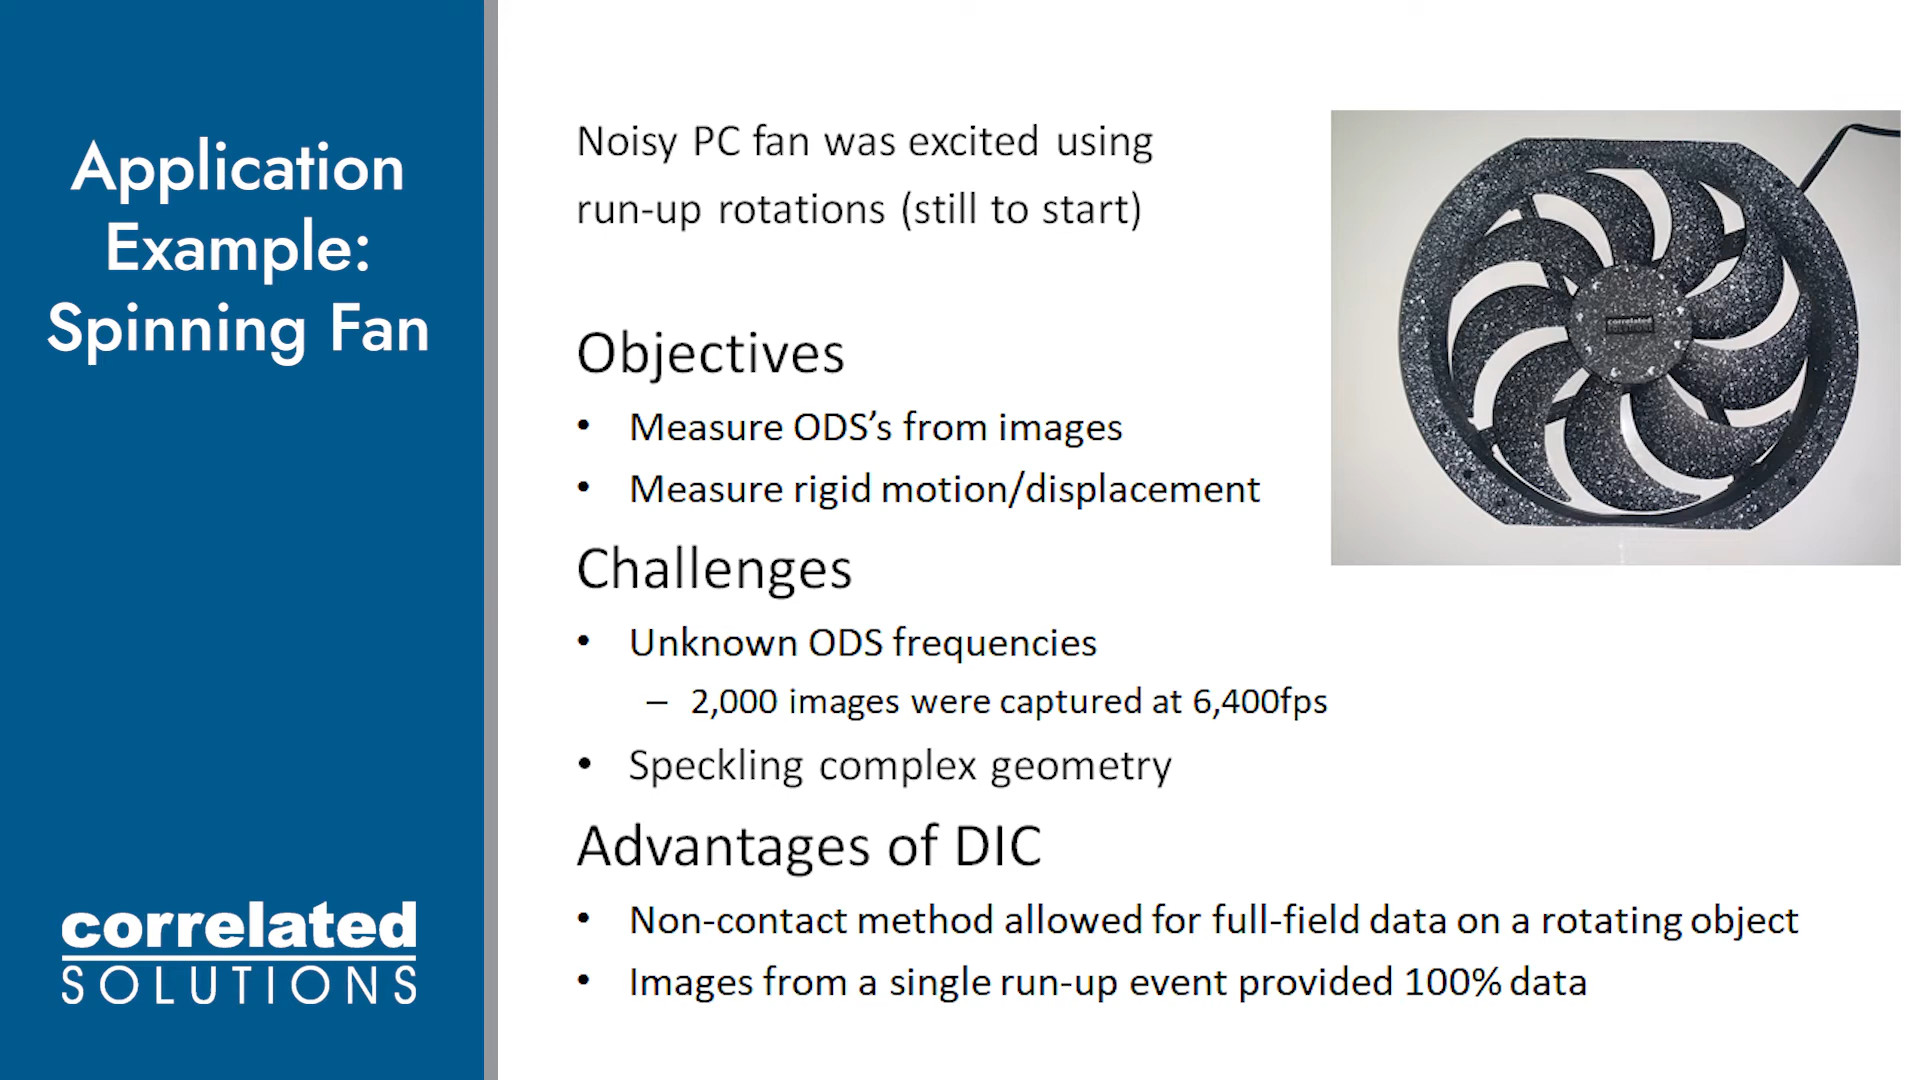 Application
Example:
Spinning Fan
correlated
SOLUTIONS
Noisy PC fan was excited using
run-up rotations (still to start)
Objectives
• Measure ODS’s from images
• Measure rigid motion/displacement
Challenges
• Unknown ODS frequencies
– 2,000 images were captured at 6,400fps
• Speckling complex geometry
Advantages of DIC
• Non-contact method allowed for full-field data on a rotating object
• Images from a single run-up event provided 100% data
correlated